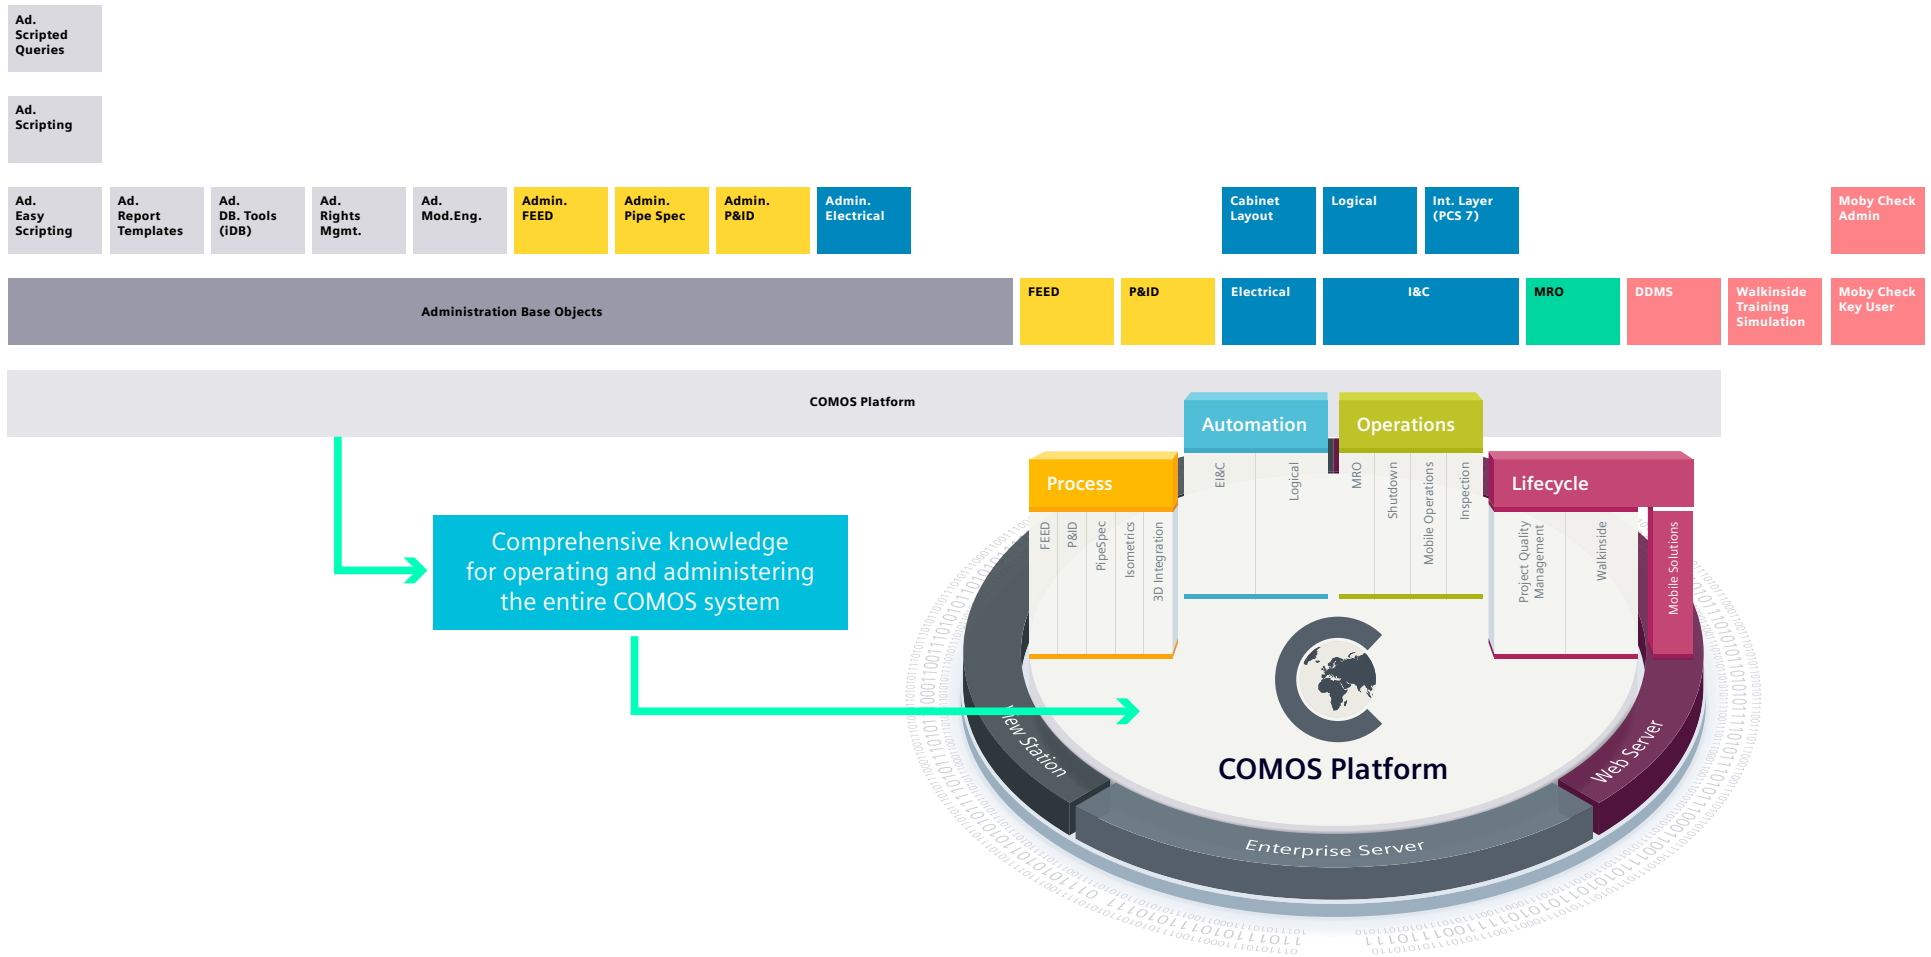 Ad.
Scripted
Queries
Ad.
Scripting
Ad.
Easy
Scripting
Ad.
Report
Templates
Ad.
DB. Tools
(iDB)
Ad.
Rights
Mgmt.
Ad.
Mod.Eng.
Admin.
FEED
Admin.
Pipe Spec
Admin.
P&ID
Admin.
Electrical
Cabinet
Layout
Logical
Int. Layer
(PCS 7)
Moby Check
Admin
Administration Base Objects
FEED
P&ID
Electrical
I&C
MRO
DDMS
Walkinside
Training
Simulation
Moby Check
Key User
COMOS Platform
Automation
Operations
Process
Lifecycle
EI&C
Logical
MRO
Shutdown
Mobile Operations
Inspection
FEED
P&ID
PipeSpec
Isometrics
3D Integration
Project Quality
Management
Walkinside
Mobile Solutions
Comprehensive knowledge
for operating and administering
the entire COMOS system
COMOS Platform
View Station
Enterprise Server
Web Server